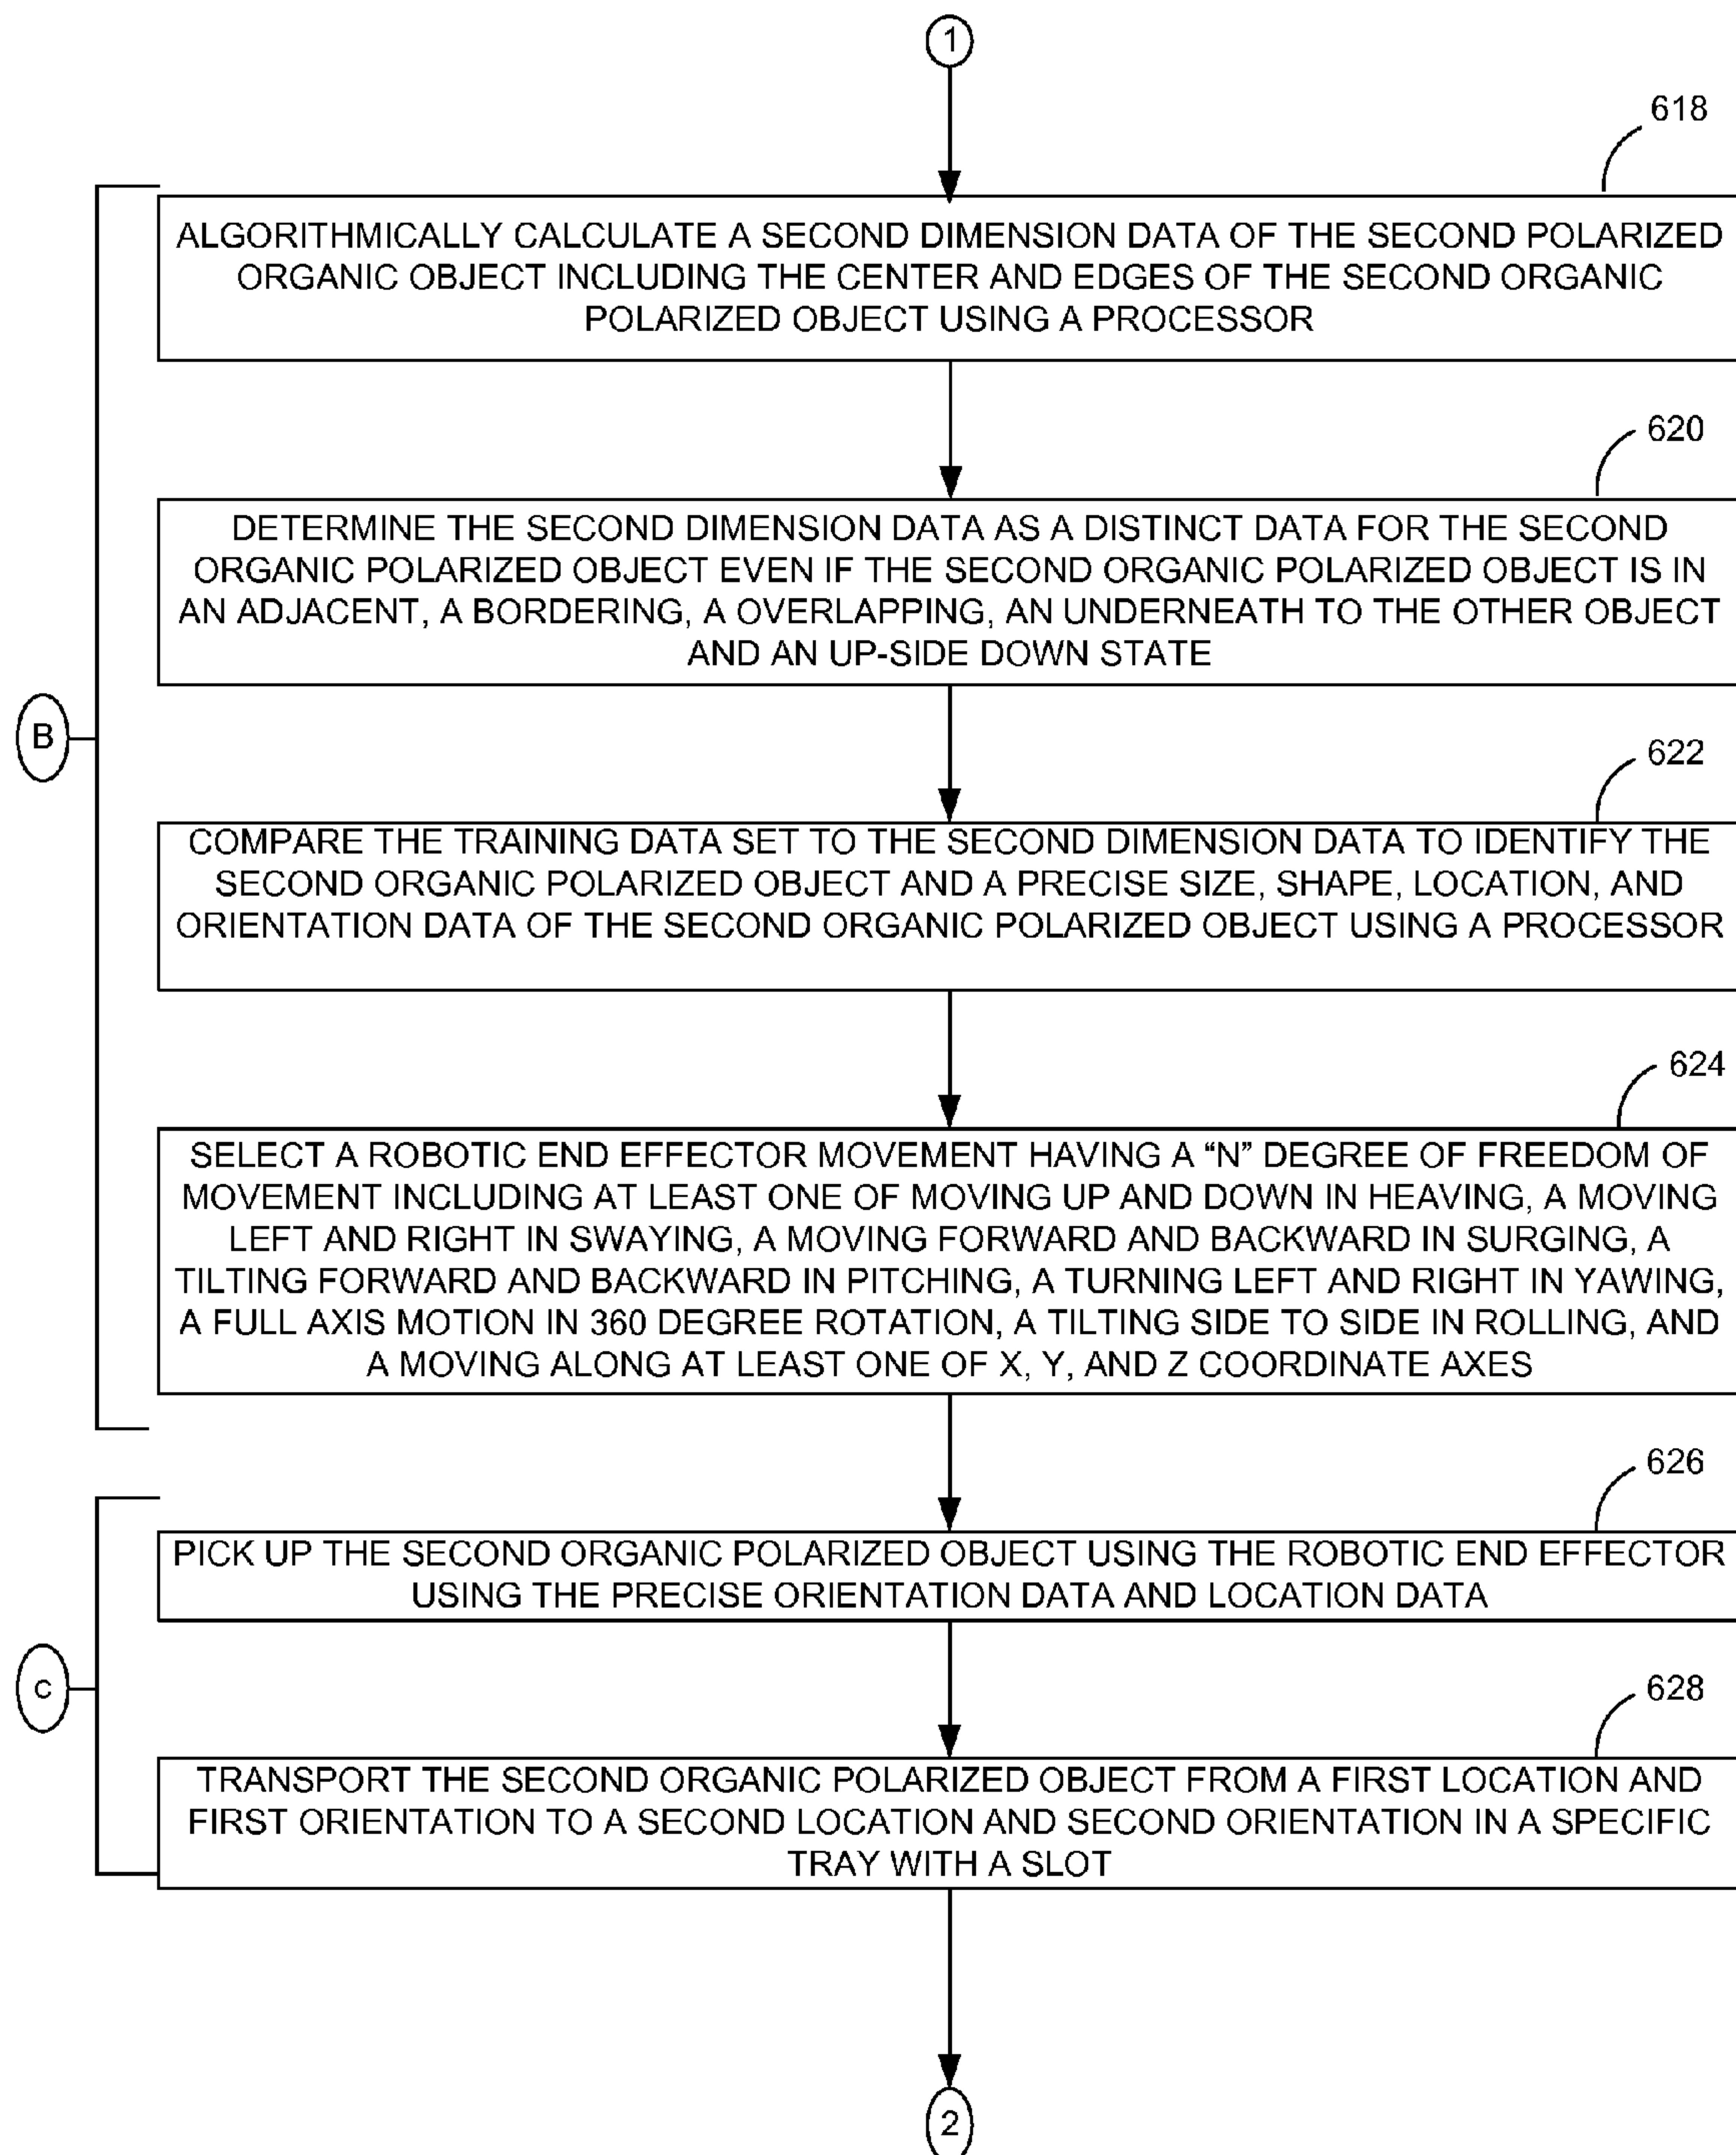 1
618
ALGORITHMICALLY CALCULATE A SECOND DIMENSION DATA OF THE SECOND POLARIZED
ORGANIC OBJECT INCLUDING THE CENTER AND EDGES OF THE SECOND ORGANIC
POLARIZED OBJECT USING A PROCESSOR
620
DETERMINE THE SECOND DIMENSION DATA AS A DISTINCT DATA FOR THE SECOND
ORGANIC POLARIZED OBJECT EVEN IF THE SECOND ORGANIC POLARIZED OBJECT IS IN
AN ADJACENT, A BORDERING, A OVERLAPPING, AN UNDERNEATH TO THE OTHER OBJECT
AND AN UP-SIDE DOWN STATE
B
622
COMPARE THE TRAINING DATA SET TO THE SECOND DIMENSION DATA TO IDENTIFY THE
SECOND ORGANIC POLARIZED OBJECT AND A PRECISE SIZE, SHAPE, LOCATION, AND
ORIENTATION DATA OF THE SECOND ORGANIC POLARIZED OBJECT USING A PROCESSOR
624
SELECT A ROBOTIC END EFFECTOR MOVEMENT HAVING A “N” DEGREE OF FREEDOM OF
MOVEMENT INCLUDING AT LEAST ONE OF MOVING UP AND DOWN IN HEAVING, A MOVING
LEFT AND RIGHT IN SWAYING, A MOVING FORWARD AND BACKWARD IN SURGING, A
TILTING FORWARD AND BACKWARD IN PITCHING, A TURNING LEFT AND RIGHT IN YAWING,
A FULL AXIS MOTION IN 360 DEGREE ROTATION, A TILTING SIDE TO SIDE IN ROLLING, AND
A MOVING ALONG AT LEAST ONE OF X, Y, AND Z COORDINATE AXES
626
PICK UP THE SECOND ORGANIC POLARIZED OBJECT USING THE ROBOTIC END EFFECTOR
USING THE PRECISE ORIENTATION DATA AND LOCATION DATA
C
628
TRANSPORT THE SECOND ORGANIC POLARIZED OBJECT FROM A FIRST LOCATION AND
FIRST ORIENTATION TO A SECOND LOCATION AND SECOND ORIENTATION IN A SPECIFIC
TRAY WITH A SLOT
2